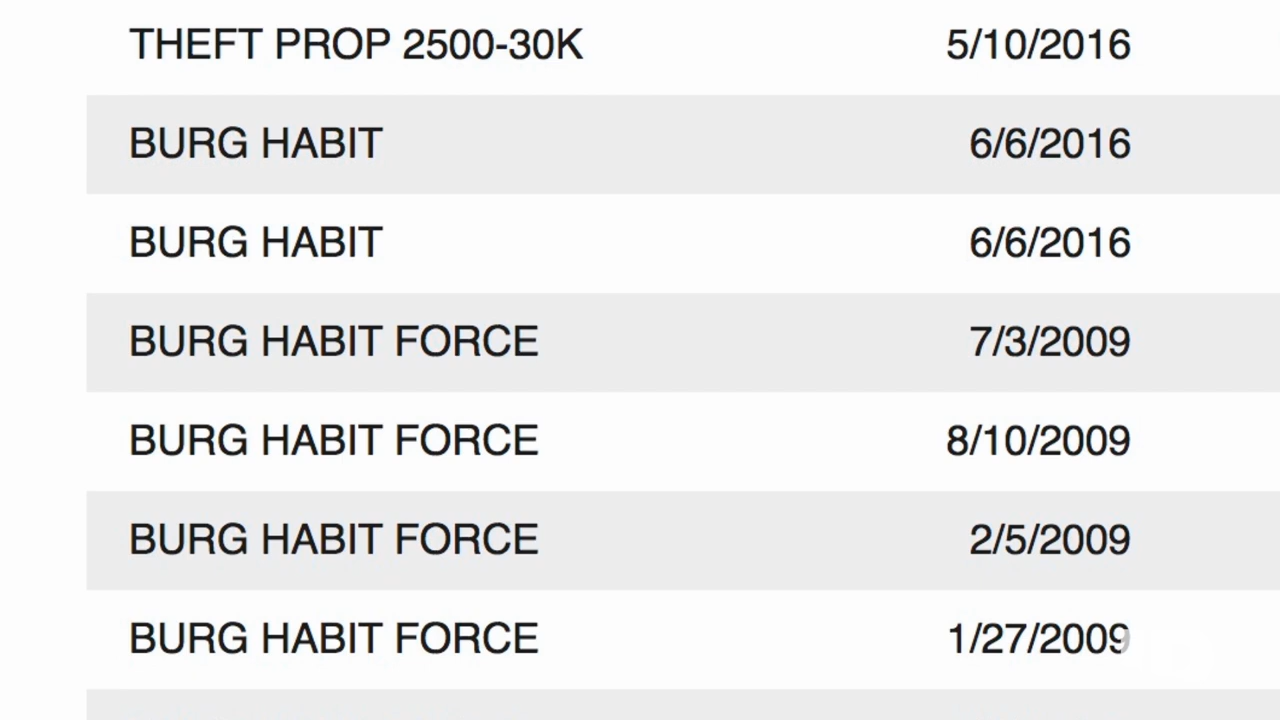 THEFT PROP 2500-30K 5/10/2016
BURG HABIT 6/6/2016
BURG HABIT 6/6/2016
BURG HABIT FORCE 7/3/2009
BURG HABIT FORCE 8/10/2009
BURG HABIT FORCE 2/5/2009
BURG HABIT FORCE 1/27/2009